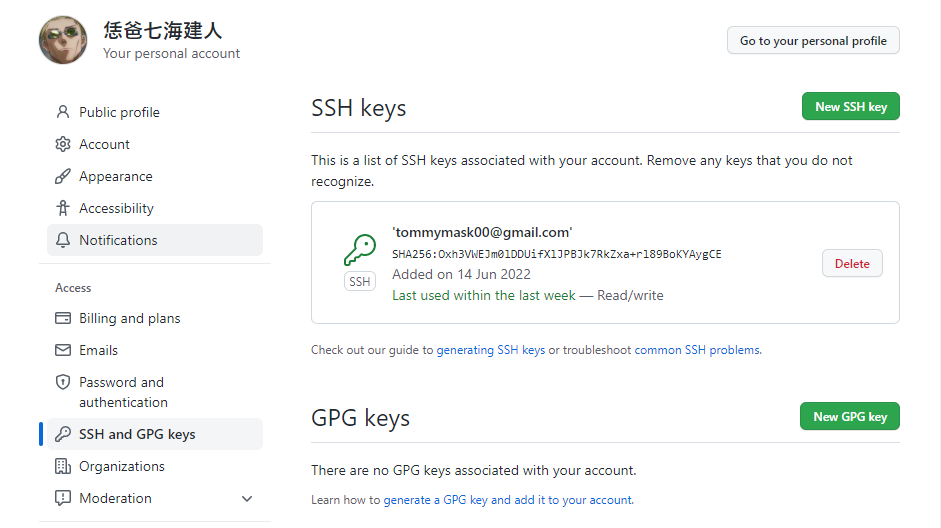 恁爸七海建人
Your personal account
Go to your personal profile
Public profile
Account
Appearance
Accessibility
Notifications
Access
Billing and plans
Emails
Password and
authentication
SSH and GPG keys
Organizations
Moderation
SSH keys
New SSH key
This is a list of SSH keys associated with your account. Remove any keys that you do not
recognize.
'tommymask00@gmail.com'
SHA256:Oxh3VWEJm01DDUifX1JPBJk7RkZxa+rl89BoKYAygCE
SSH
Added on 14 Jun 2022
Last used within the last week — Read/write
Delete
Check out our guide to generating SSH keys or troubleshoot common SSH problems.
GPG keys
New GPG key
There are no GPG keys associated with your account.
Learn how to generate a GPG key and add it to your account.